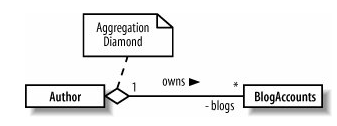 Aggregation
Diamond
owns ►
Author
1
*
- blogs
BlogAccounts